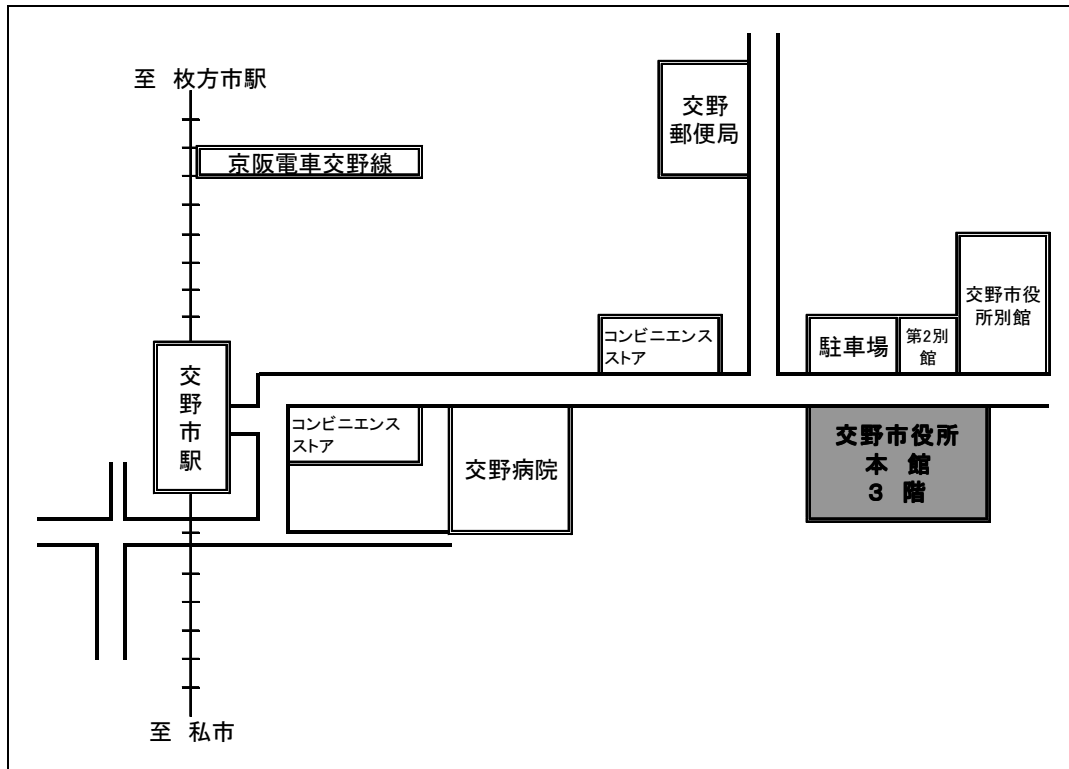 至 枚方市駅
交野
郵便局
京阪電車交野線
交野市役
所別館
コンビニエンス
ストア
駐車場
第2別
館
交野市駅
コンビニエンス
ストア
交野病院
交野市役所
本 館
3 階
至 私市